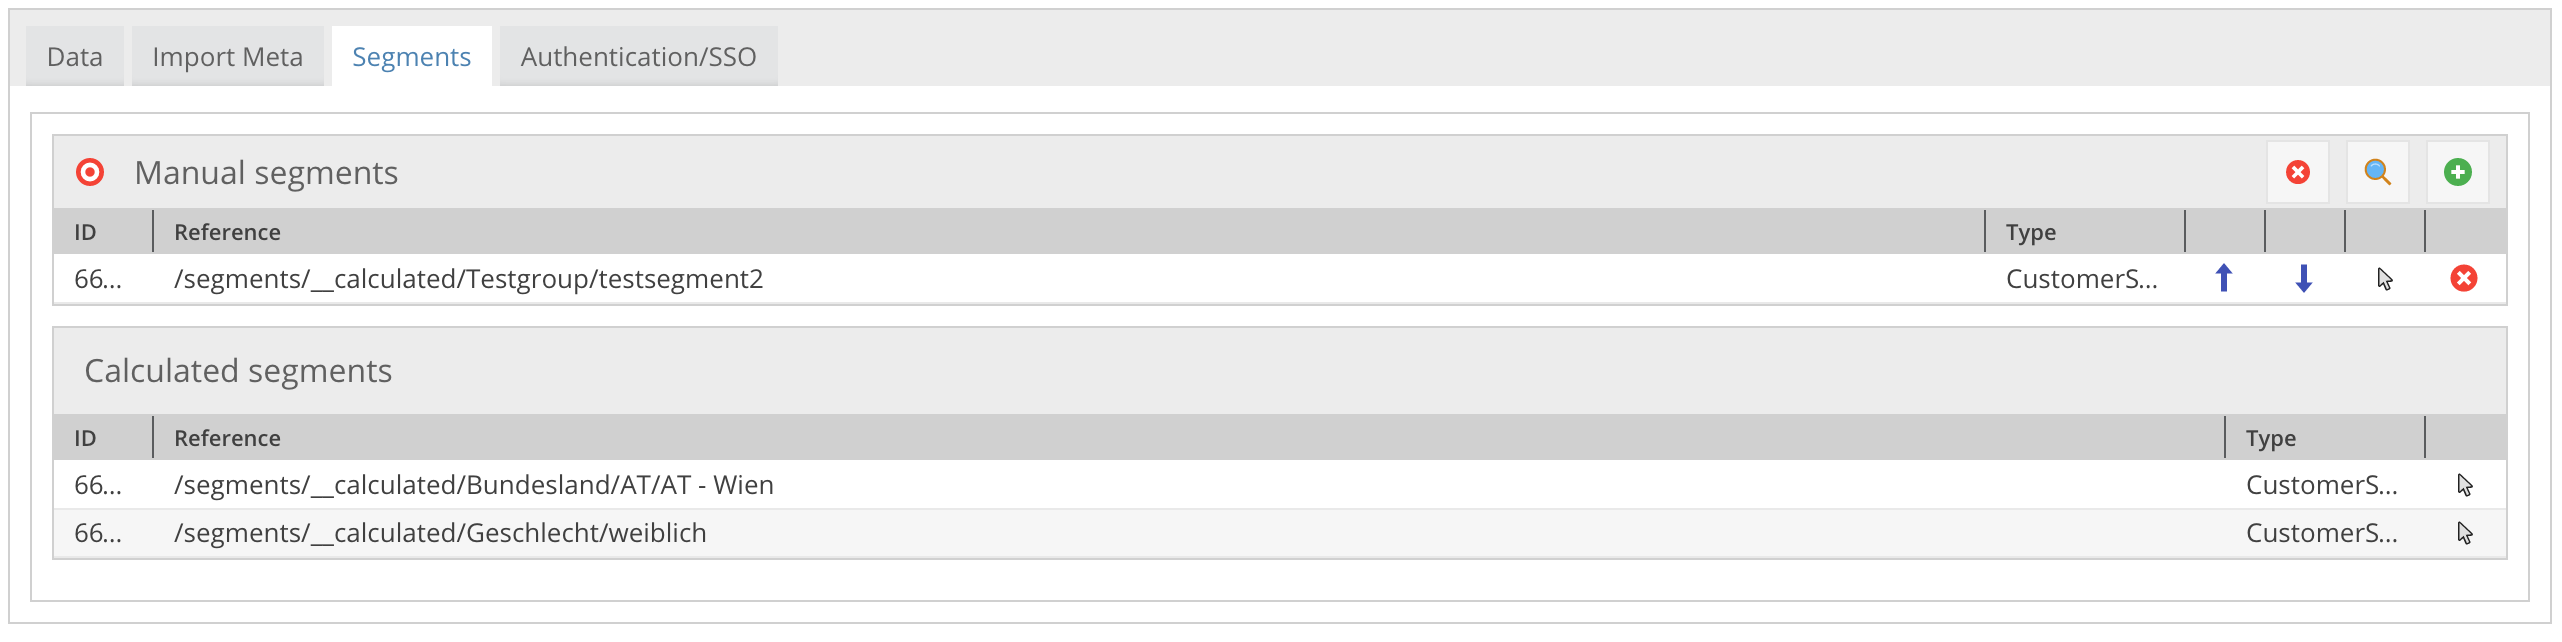 Data Import Meta Segments Authentication/SSO
Manual segments
ID Reference Type
66... /segments/__calculated/Testgroup/testsegment2 CustomerS...
Calculated segments
ID Reference Type
66... /segments/__calculated/Bundesland/AT/AT - Wien CustomerS...
66... /segments/__calculated/Geschlecht/weiblich CustomerS...